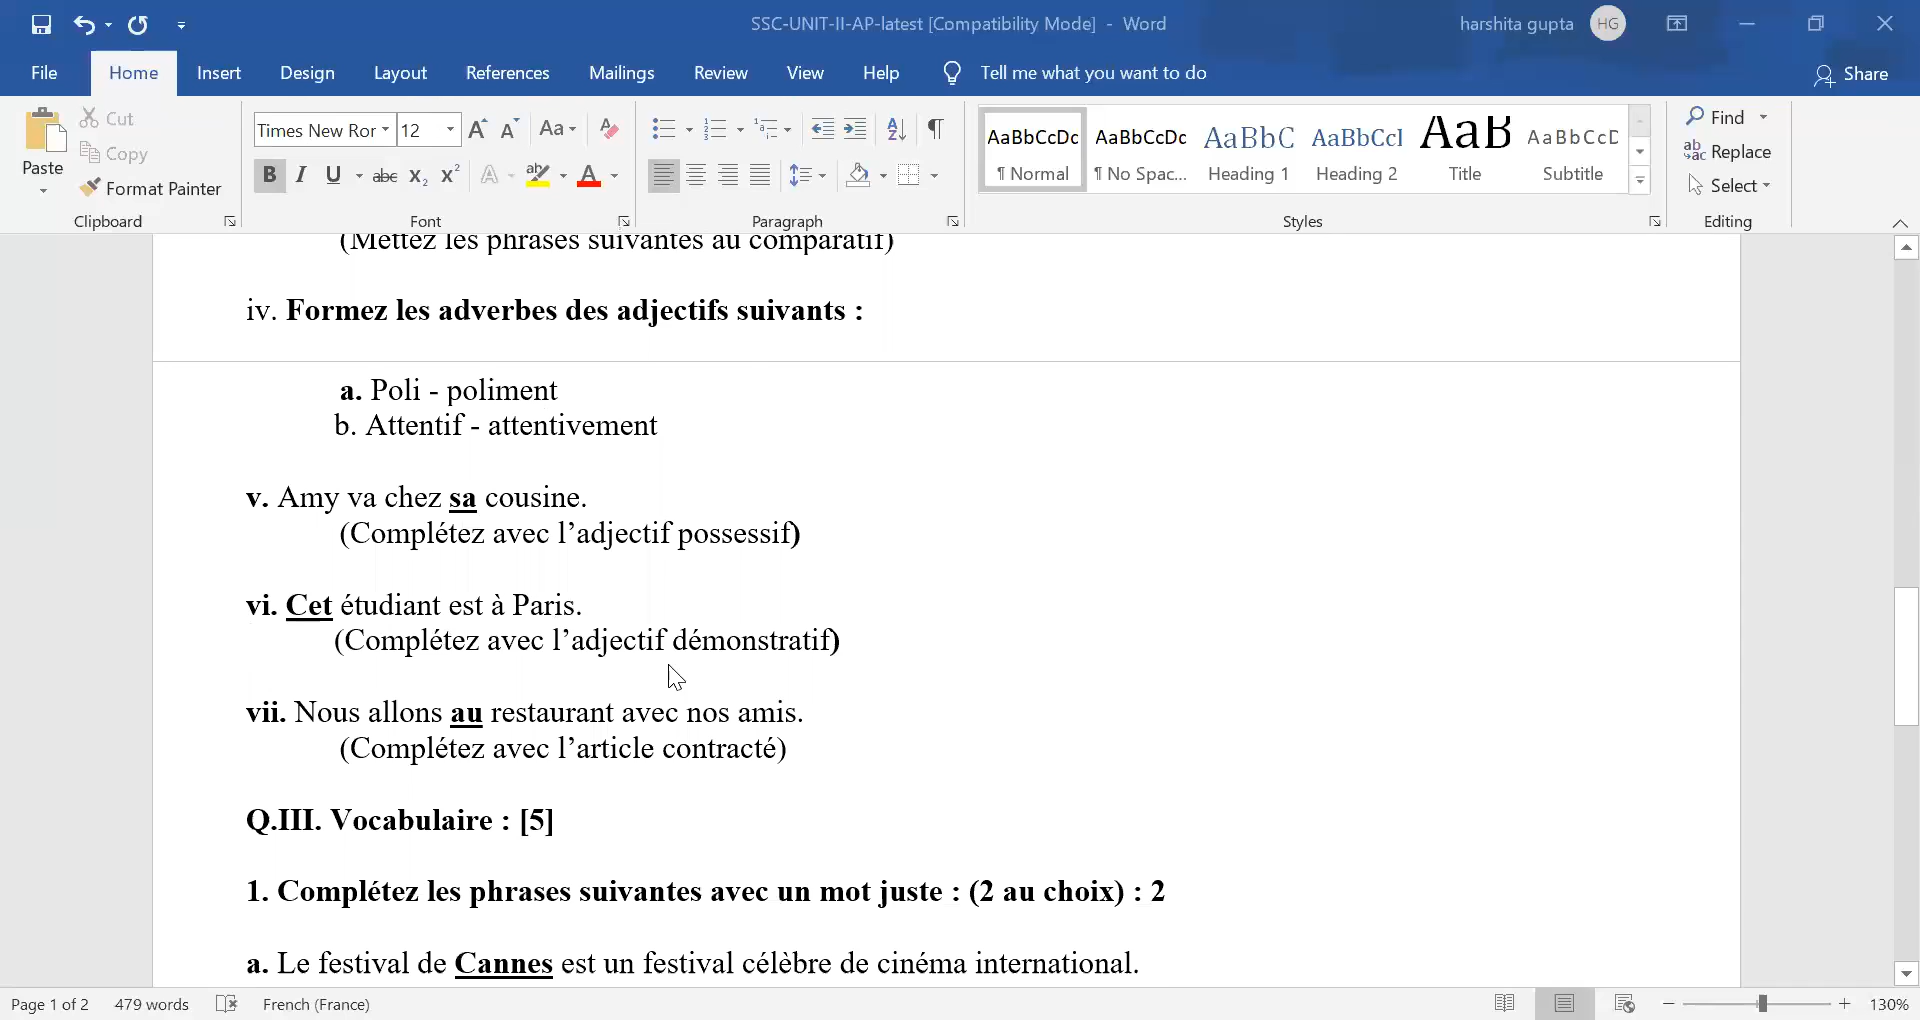 SSC-UNIT-II-AP-latest [Compatibility Mode] - Word
harshita gupta HG
File Home Insert Design Layout References Mailings Review View Help Tell me what you want to do Share
Cut
Copy
Paste
Format Painter
Clipboard
Times New Ror 12 Aa
B I U abc X₂ X² A ab A
Font
Paragraph
AaBbCcDc AaBbCcDc AaBbC AaBbCcI AaB AaBbCcD
¶ Normal ¶ No Spac... Heading 1 Heading 2 Title Subtitle
Styles
Find
Replace
Select
Editing
(Mettez les phrases suivantes au comparatif)
iv. Formez les adverbes des adjectifs suivants :
a. Poli - poliment
b. Attentif - attentivement
v. Amy va chez sa cousine.
(Complétez avec l’adjectif possessif)
vi. Cet étudiant est à Paris.
(Complétez avec l’adjectif démonstratif)
vii. Nous allons au restaurant avec nos amis.
(Complétez avec l’article contracté)
Q.III. Vocabulaire : [5]
1. Complétez les phrases suivantes avec un mot juste : (2 au choix) : 2
a. Le festival de Cannes est un festival célèbre de cinéma international.
Page 1 of 2 479 words French (France) 130%